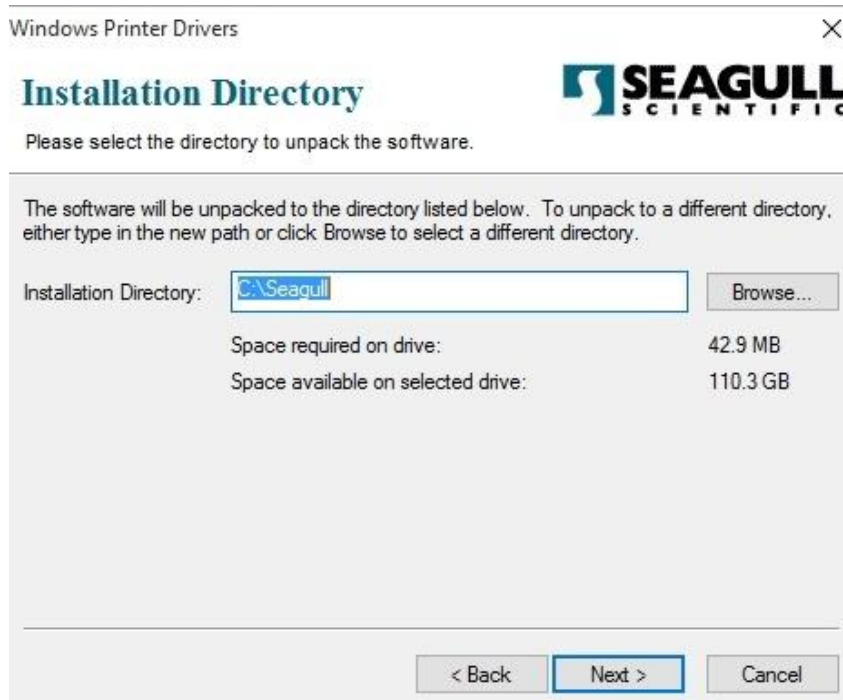 Windows Printer Drivers
Installation Directory
SEAGULL
SCIENTIFIC
Please select the directory to unpack the software.
The software will be unpacked to the directory listed below. To unpack to a different directory,
either type in the new path or click Browse to select a different directory.
Installation Directory: C:\Seagull Browse...
Space required on drive: 42.9 MB
Space available on selected drive: 110.3 GB
< Back Next > Cancel